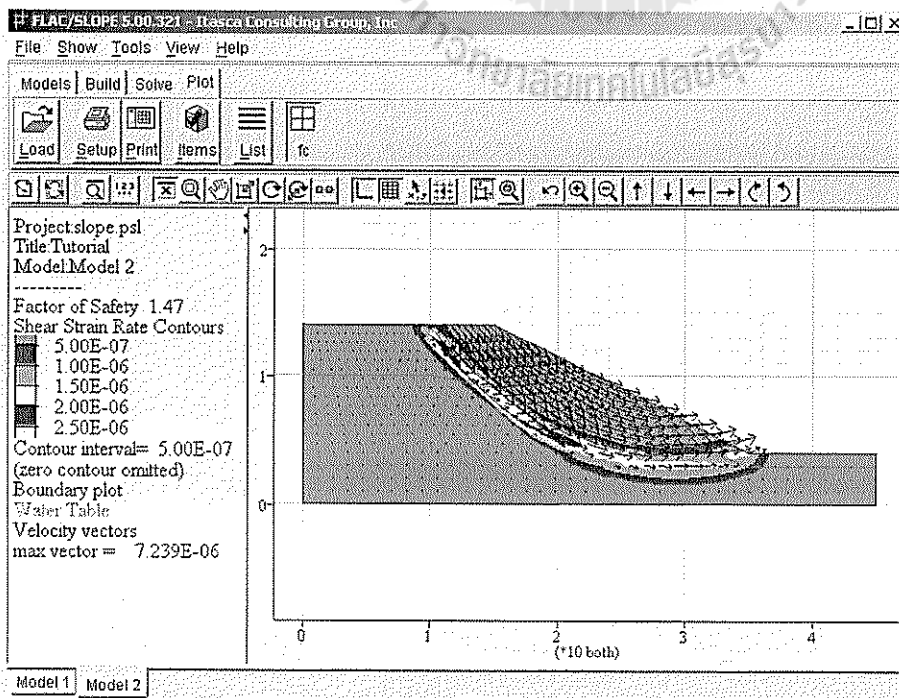 FLAC/SLOPE 5.00.321 - Itasca Consulting Group, Inc
File Show Tools View Help
Models Build Solve Plot
Load Setup Print Items List fc
Project:slope.psl
Title:Tutorial
Model:Model 2
----------
Factor of Safety 1.47
Shear Strain Rate Contours
5.00E-07
1.00E-06
1.50E-06
2.00E-06
2.50E-06
Contour interval= 5.00E-07
(zero contour omitted)
Boundary plot
Water Table
Velocity vectors
max vector = 7.239E-06
2
1
0
0 1 2 3 4
(*10 both)
Model 1 Model 2